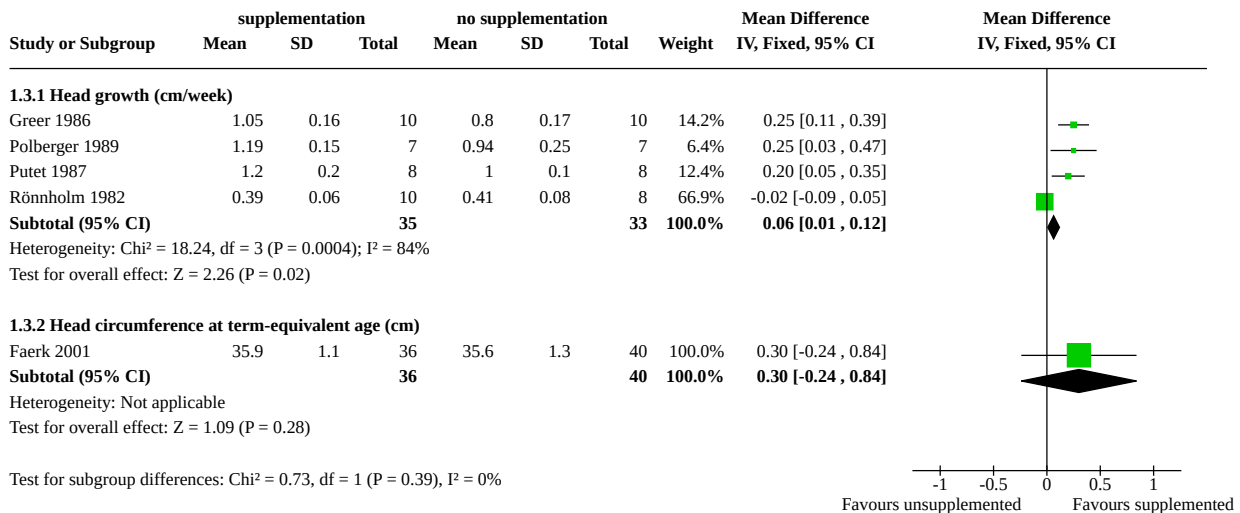 supplementation no supplementation Mean Difference Mean Difference
Study or Subgroup Mean SD Total Mean SD Total Weight IV, Fixed, 95% CI IV, Fixed, 95% CI
1.3.1 Head growth (cm/week)
Greer 1986 1.05 0.16 10 0.8 0.17 10 14.2% 0.25 [0.11 , 0.39]
Polberger 1989 1.19 0.15 7 0.94 0.25 7 6.4% 0.25 [0.03 , 0.47]
Putet 1987 1.2 0.2 8 1 0.1 8 12.4% 0.20 [0.05 , 0.35]
Rönnholm 1982 0.39 0.06 10 0.41 0.08 8 66.9% -0.02 [-0.09 , 0.05]
Subtotal (95% CI) 35 33 100.0% 0.06 [0.01 , 0.12]
Heterogeneity: Chi² = 18.24, df = 3 (P = 0.0004); I² = 84%
Test for overall effect: Z = 2.26 (P = 0.02)
1.3.2 Head circumference at term-equivalent age (cm)
Faerk 2001 35.9 1.1 36 35.6 1.3 40 100.0% 0.30 [-0.24 , 0.84]
Subtotal (95% CI) 36 40 100.0% 0.30 [-0.24 , 0.84]
Heterogeneity: Not applicable
Test for overall effect: Z = 1.09 (P = 0.28)
Test for subgroup differences: Chi² = 0.73, df = 1 (P = 0.39), I² = 0%
-1 -0.5 0 0.5 1
Favours unsupplemented Favours supplemented